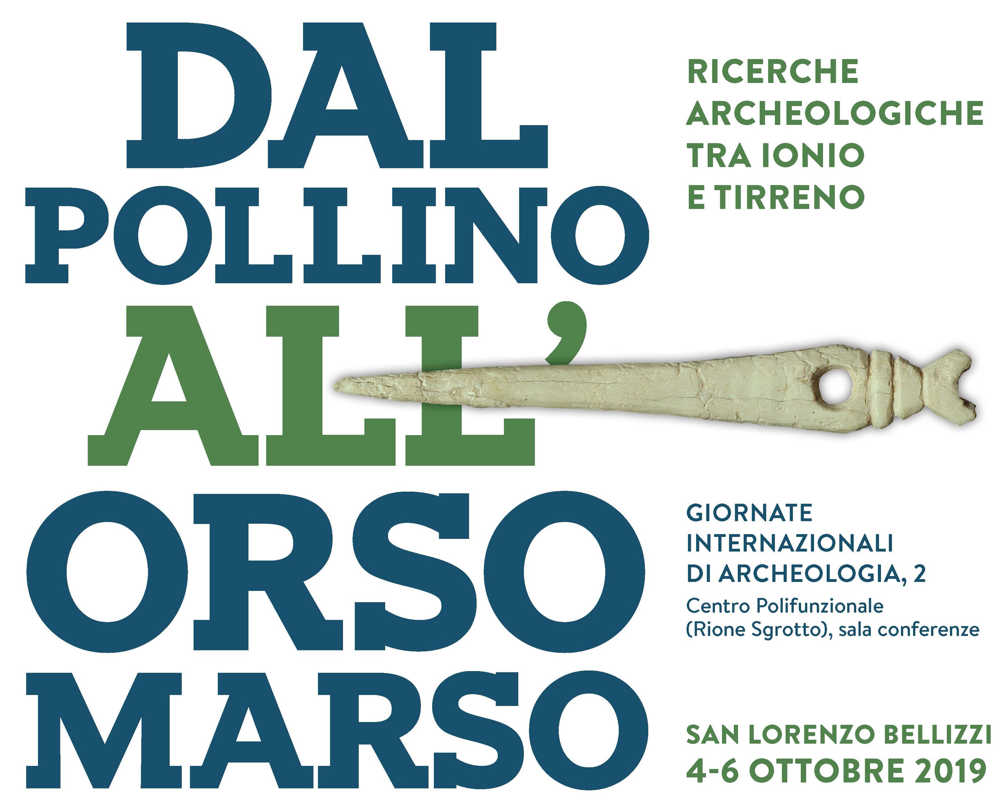 DAL
POLLINO
ALL’
ORSO
MARSO
RICERCHE
ARCHEOLOGICHE
TRA IONIO
E TIRRENO
GIORNATE
INTERNAZIONALI
DI ARCHEOLOGIA, 2
Centro Polifunzionale
(Rione Sgrotto), sala conferenze
SAN LORENZO BELLIZZI
4-6 OTTOBRE 2019